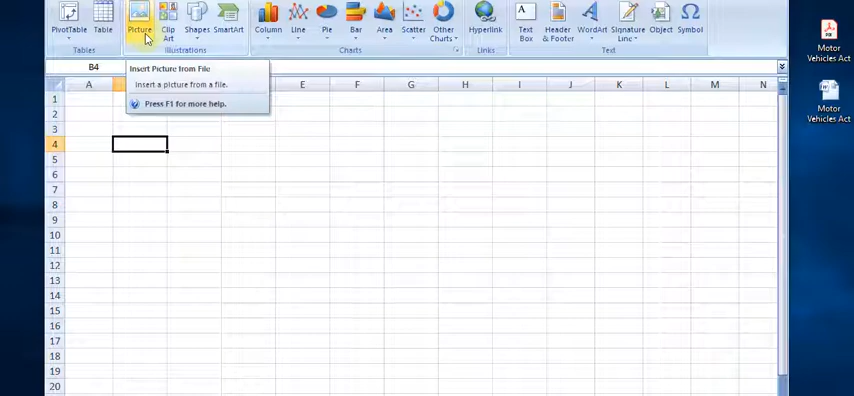 PivotTable Table Picture Clip Art Shapes SmartArt Column Line Pie Bar Area Scatter Other Charts Hyperlink Text Box Header & Footer WordArt Signature Line Object Symbol
Tables Illustrations Charts Links Text
B4
Insert Picture from File
Insert a picture from a file.
Press F1 for more help.
A E F G H I J K L M N
1
2
3
4
5
6
7
8
9
10
11
12
13
14
15
16
17
18
19
20
Motor
Vehicles Act
Motor
Vehicles Act